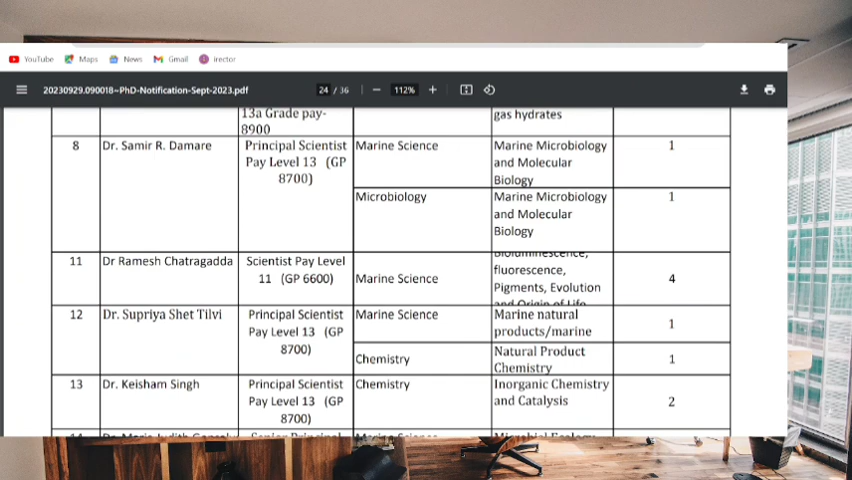 YouTube Maps News Gmail irector
20230929.090018~PhD-Notification-Sept-2023.pdf 24 / 36 112%
13a Grade pay-
8900
gas hydrates
8 Dr. Samir R. Damare Principal Scientist Marine Science Marine Microbiology 1
Pay Level 13 (GP and Molecular
8700) Biology
Microbiology Marine Microbiology 1
and Molecular
Biology
11 Dr Ramesh Chatragadda Scientist Pay Level Bioluminescence,
11 (GP 6600) Marine Science fluorescence, 4
Pigments, Evolution
and Origin of Life
12 Dr. Supriya Shet Tilvi Principal Scientist Marine Science Marine natural 1
Pay Level 13 (GP products/marine
8700) Chemistry Natural Product 1
Chemistry
13 Dr. Keisham Singh Principal Scientist Chemistry Inorganic Chemistry 2
Pay Level 13 (GP and Catalysis
8700)
14 Marine Science Microbial Ecology